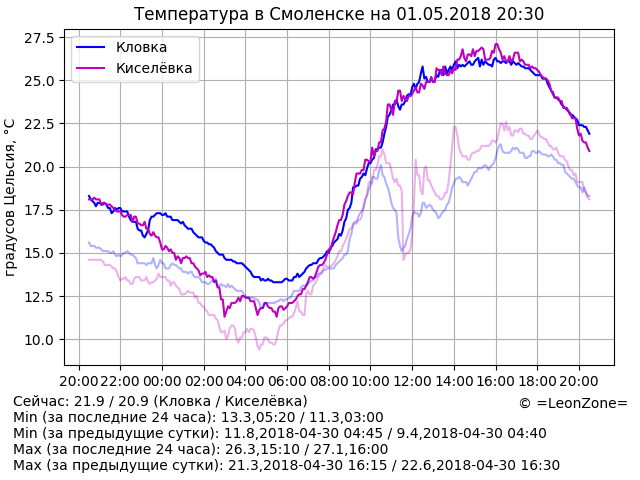 Температура в Смоленске на 01.05.2018 20:30
27.5
25.0
22.5
20.0
17.5
15.0
12.5
10.0
градусов Цельсия, °C
Кловка
Киселёвка
20:00 22:00 00:00 02:00 04:00 06:00 08:00 10:00 12:00 14:00 16:00 18:00 20:00
Сейчас: 21.9 / 20.9 (Кловка / Киселёвка)
© =LeonZone=
Min (за последние 24 часа): 13.3,05:20 / 11.3,03:00
Min (за предыдущие сутки): 11.8,2018-04-30 04:45 / 9.4,2018-04-30 04:40
Max (за последние 24 часа): 26.3,15:10 / 27.1,16:00
Max (за предыдущие сутки): 21.3,2018-04-30 16:15 / 22.6,2018-04-30 16:30